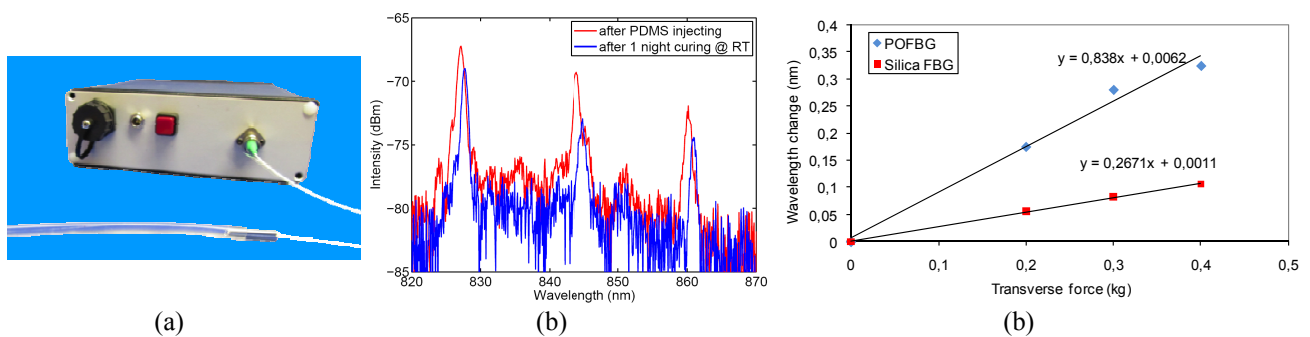 −65
−70
−75
−80
−85
Intensity (dBm)
after PDMS injecting
after 1 night curing @ RT
820 830 840 850 860 870
Wavelength (nm)
0,4
0,35
0,3
0,25
0,2
0,15
0,1
0,05
0
Wavelength change (nm)
POFBG
Silica FBG
y = 0,838x + 0,0062
y = 0,2671x + 0,0011
0 0,1 0,2 0,3 0,4 0,5
Transverse force (kg)
(a) (b) (b)